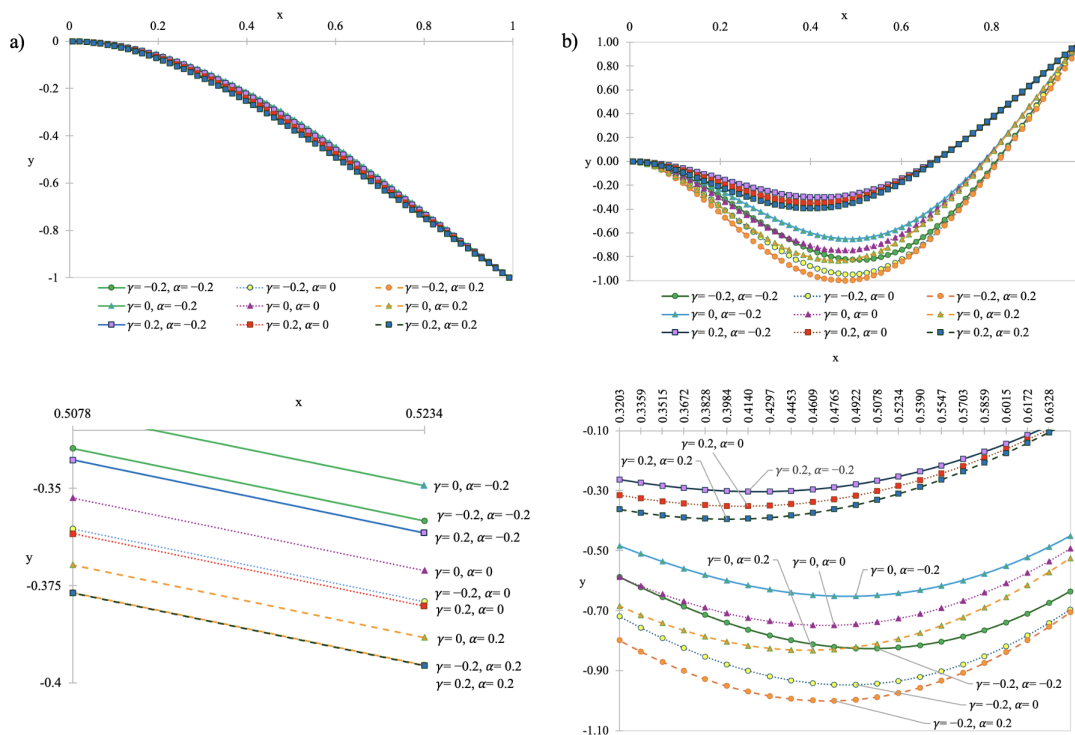 a)
x
0 0.2 0.4 0.6 0.8 1
0
-0.2
-0.4
y
-0.6
-0.8
-1
γ= −0.2, α= −0.2 γ= −0.2, α= 0 γ= −0.2, α= 0.2
γ= 0, α= −0.2 γ= 0, α= 0 γ= 0, α= 0.2
γ= 0.2, α= −0.2 γ= 0.2, α= 0 γ= 0.2, α= 0.2
b)
x
0 0.2 0.4 0.6 0.8
1.00
0.80
0.60
0.40
0.20
y 0.00
-0.20
-0.40
-0.60
-0.80
-1.00
γ= −0.2, α= −0.2 γ= −0.2, α= 0 γ= −0.2, α= 0.2
γ= 0, α= −0.2 γ= 0, α= 0 γ= 0, α= 0.2
γ= 0.2, α= −0.2 γ= 0.2, α= 0 γ= 0.2, α= 0.2
x
0.5078 0.5234
-0.35
y
-0.375
-0.4
γ= 0, α= −0.2
γ= −0.2, α= −0.2
γ= 0.2, α= −0.2
γ= 0, α= 0
γ= −0.2, α= 0
γ= 0.2, α= 0
γ= 0, α= 0.2
γ= −0.2, α= 0.2
γ= 0.2, α= 0.2
x
0.3203 0.3359 0.3515 0.3672 0.3828 0.3984 0.4140 0.4297 0.4453 0.4609 0.4765 0.4922 0.5078 0.5234 0.5390 0.5547 0.5703 0.5859 0.6015 0.6172 0.6328
-0.10
-0.30
-0.50
y
-0.70
-0.90
-1.10
γ= 0.2, α= 0
γ= 0.2, α= 0.2
γ= 0.2, α= −0.2
γ= 0, α= 0.2
γ= 0, α= 0
γ= 0, α= −0.2
γ= −0.2, α= −0.2
γ= −0.2, α= 0
γ= −0.2, α= 0.2